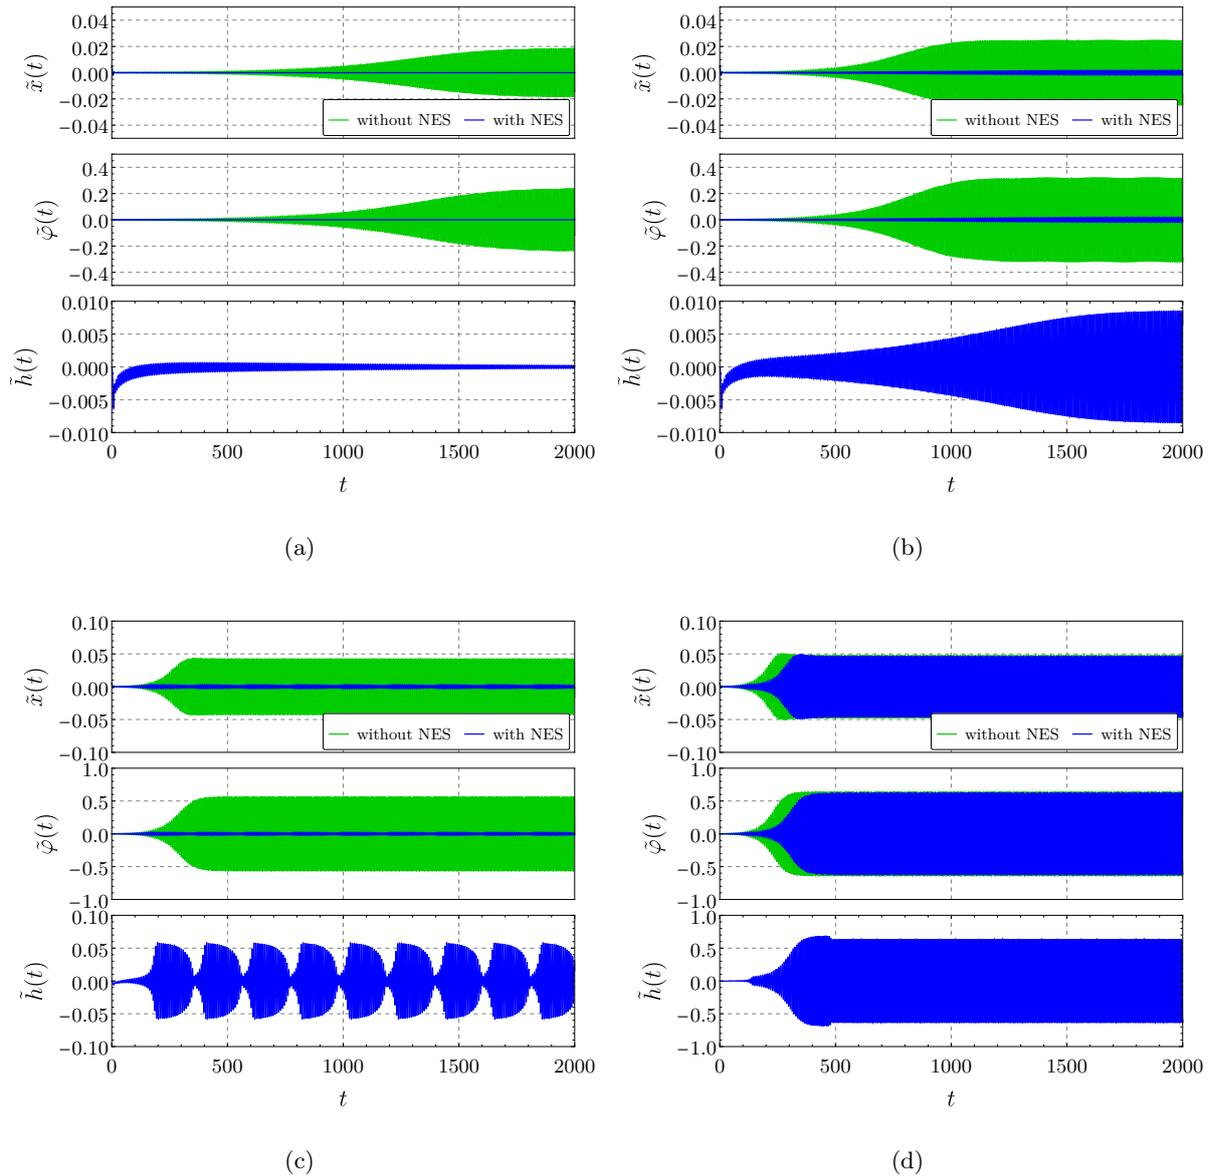 0.04
0.02
0.00
−0.02
−0.04
x̃(t)
without NES with NES
0.4
0.2
0.0
−0.2
−0.4
φ̃(t)
0.010
0.005
0.000
−0.005
−0.010
h̃(t)
0 500 1000 1500 2000
t
(a)
0.04
0.02
0.00
−0.02
−0.04
x̃(t)
without NES with NES
0.4
0.2
0.0
−0.2
−0.4
φ̃(t)
0.010
0.005
0.000
−0.005
−0.010
h̃(t)
0 500 1000 1500 2000
t
(b)
0.10
0.05
0.00
−0.05
−0.10
x̃(t)
without NES with NES
1.0
0.5
0.0
−0.5
−1.0
φ̃(t)
0.10
0.05
0.00
−0.05
−0.10
h̃(t)
0 500 1000 1500 2000
t
(c)
0.10
0.05
0.00
−0.05
−0.10
x̃(t)
without NES with NES
1.0
0.5
0.0
−0.5
−1.0
φ̃(t)
1.0
0.5
0.0
−0.5
−1.0
h̃(t)
0 500 1000 1500 2000
t
(d)